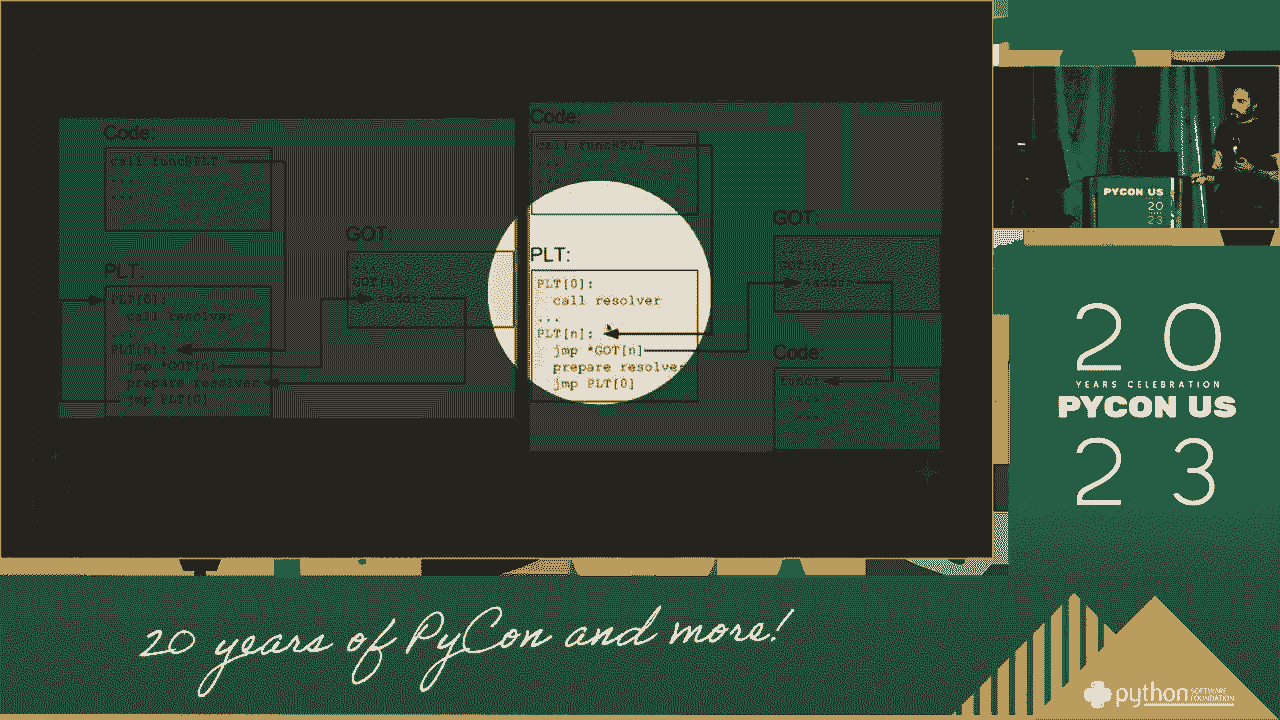 Code:
call func@PLT
...
...
PLT:
PLT[0]:
call resolver
...
PLT[n]:
jmp *GOT[n]
prepare resolver
jmp PLT[0]
GOT:
GOT[n]:
<addr>
Code:
call func@PLT
...
...
PLT:
PLT[0]:
call resolver
...
PLT[n]:
jmp *GOT[n]
prepare resolver
jmp PLT[0]
GOT:
GOT[n]:
<addr>
Code:
func:
...
...
PYCON US
20
23
20
YEARS CELEBRATION
PYCON US
23
20 years of PyCon and more!
python SOFTWARE
FOUNDATION